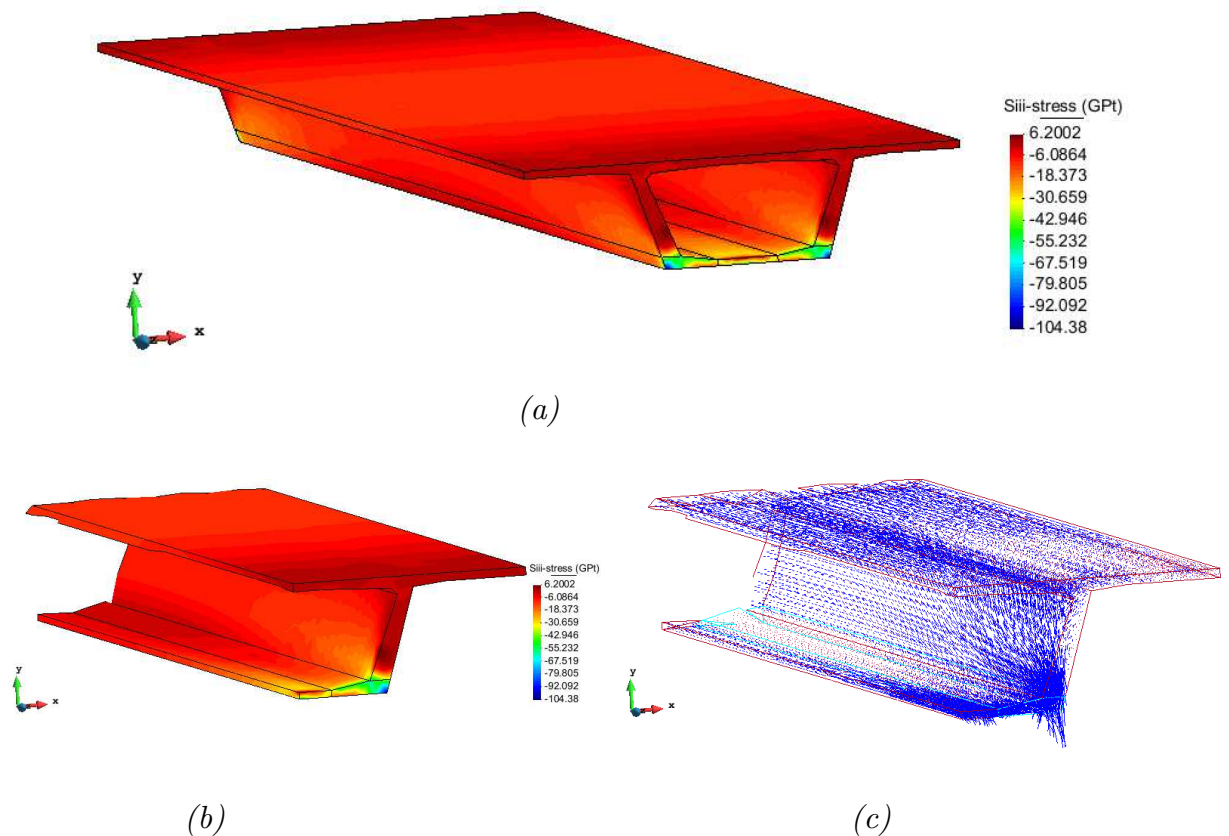 Siii-stress (GPt)
6.2002
-6.0864
-18.373
-30.659
-42.946
-55.232
-67.519
-79.805
-92.092
-104.38
y
x
(a)
Siii-stress (GPt)
6.2002
-6.0864
-18.373
-30.659
-42.946
-55.232
-67.519
-79.805
-92.092
-104.38
y
x
y
x
(b)
(c)